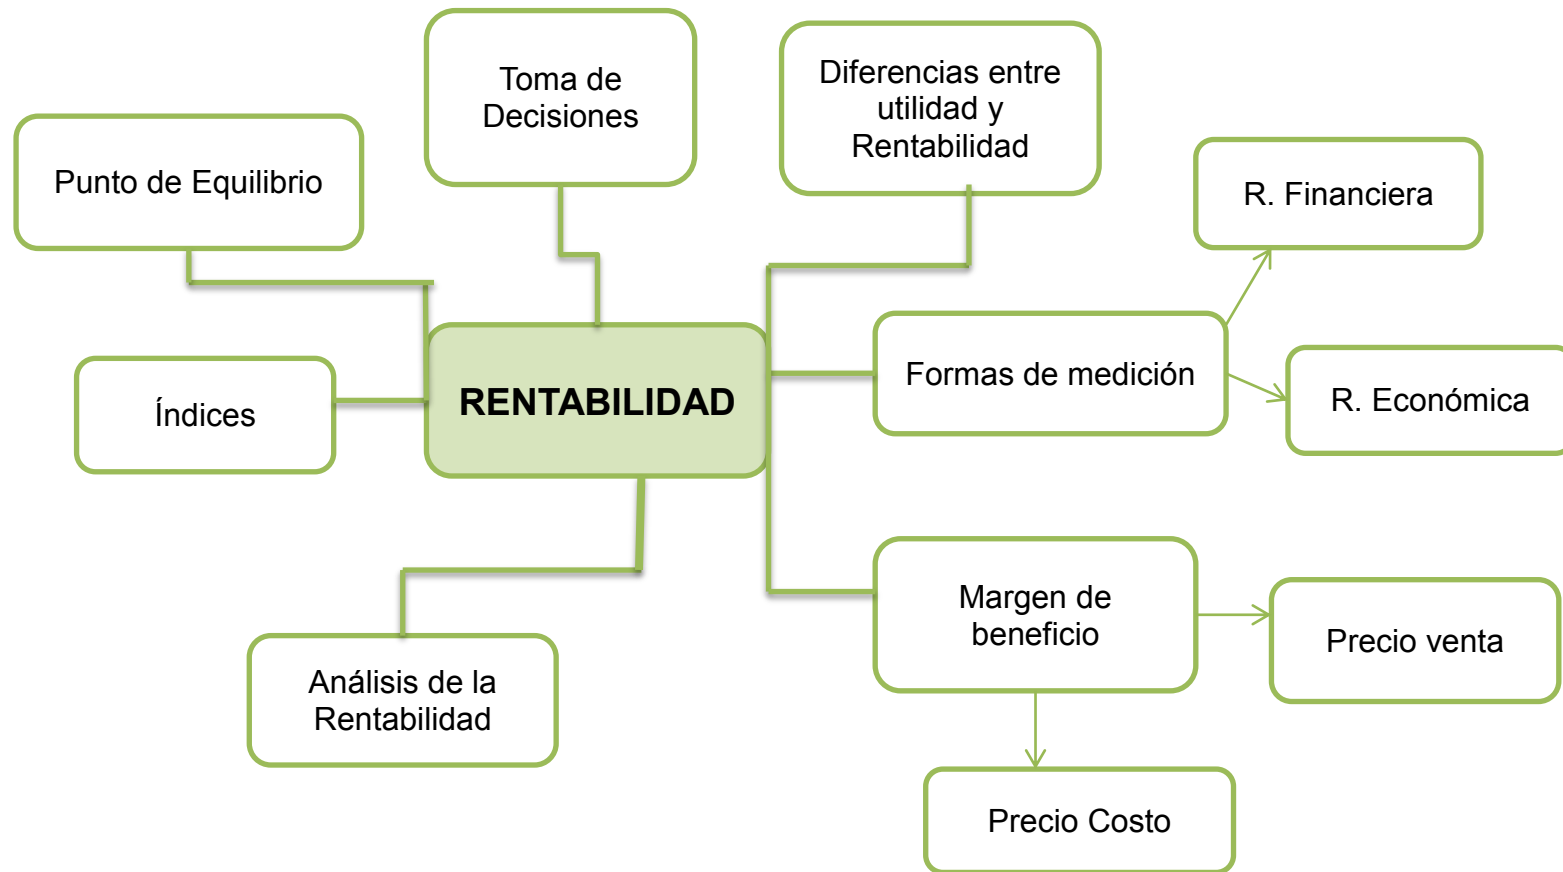 Toma de
Decisiones
Diferencias entre
utilidad y
Rentabilidad
Punto de Equilibrio
R. Financiera
Formas de medición
RENTABILIDAD
R. Económica
Índices
Margen de
beneficio
Precio venta
Análisis de la
Rentabilidad
Precio Costo